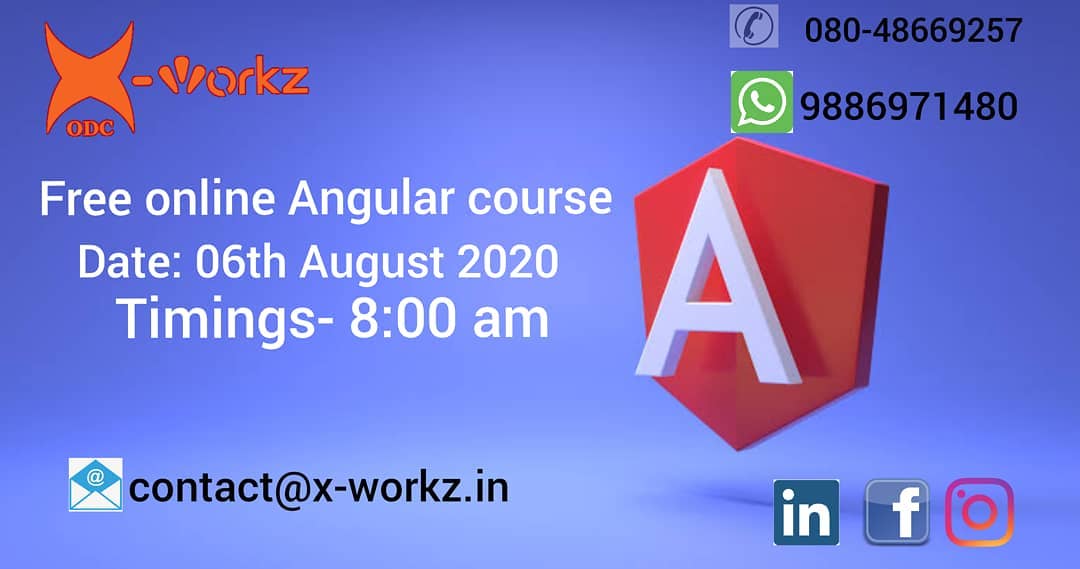 X-workz
ODC
080-48669257
9886971480
Free online Angular course
Date: 06th August 2020
Timings- 8:00 am
A
@
contact@x-workz.in
in
f